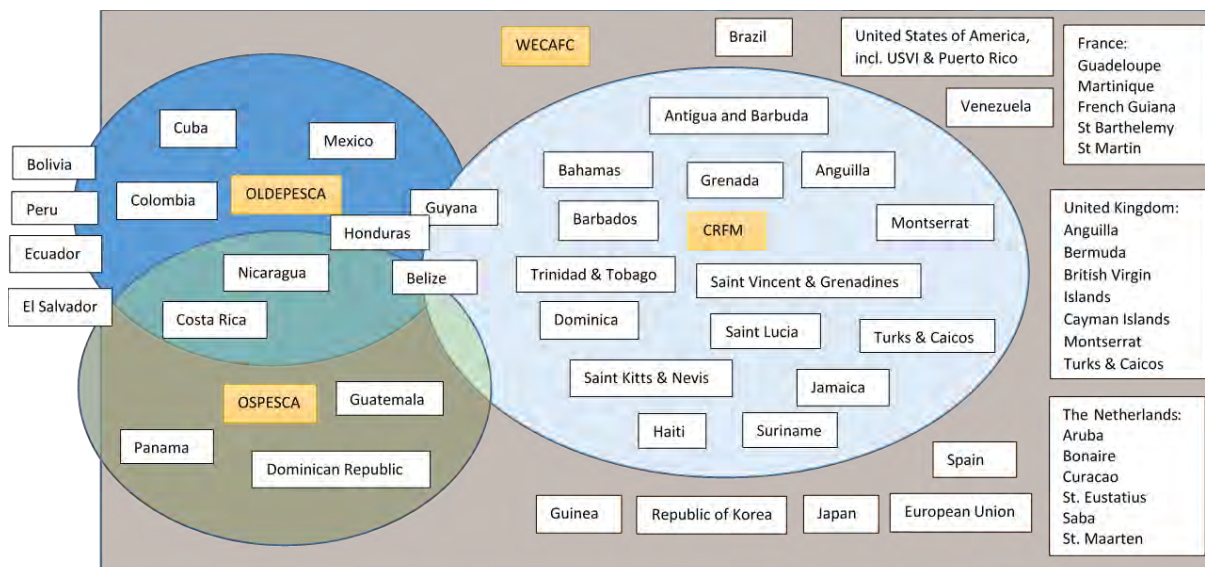 WECAFC
Brazil
United States of America,
incl. USVI & Puerto Rico
France:
Guadeloupe
Martinique
French Guiana
St Barthelemy
St Martin
Venezuela
Cuba
Mexico
Antigua and Barbuda
Bolivia
Bahamas
Grenada
Anguilla
Colombia
OLDEPESCA
Peru
Guyana
Barbados
CRFM
Montserrat
Honduras
United Kingdom:
Anguilla
Bermuda
British Virgin
Islands
Cayman Islands
Montserrat
Turks & Caicos
Ecuador
Nicaragua
Belize
Trinidad & Tobago
Saint Vincent & Grenadines
El Salvador
Costa Rica
Dominica
Saint Lucia
Turks & Caicos
Saint Kitts & Nevis
Jamaica
OSPESCA
Guatemala
Haiti
Suriname
Panama
Dominican Republic
The Netherlands:
Aruba
Bonaire
Curacao
St. Eustatius
Saba
St. Maarten
Spain
Guinea
Republic of Korea
Japan
European Union